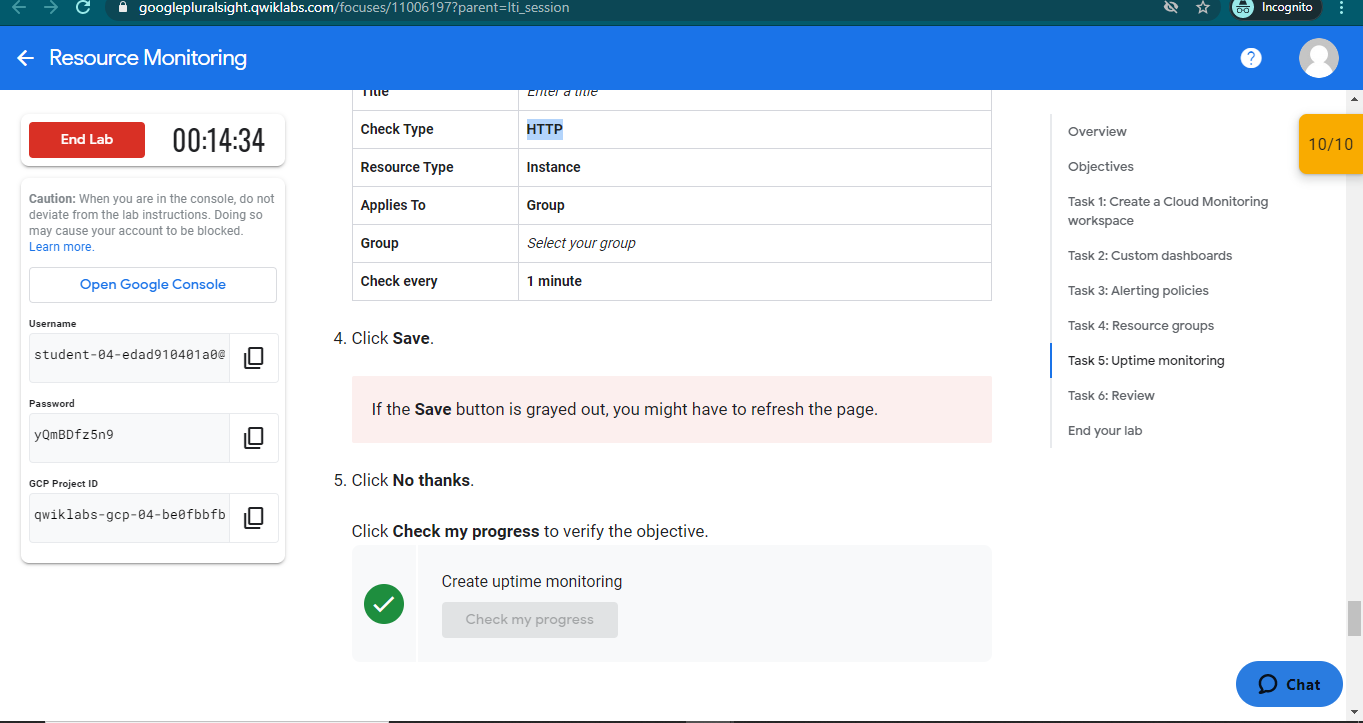 googlepluralsight.qwiklabs.com/focuses/11006197?parent=lti_session
Incognito
Resource Monitoring
?
End Lab
00:14:34
Caution: When you are in the console, do not
deviate from the lab instructions. Doing so
may cause your account to be blocked.
Learn more.
Open Google Console
Username
student-04-edad910401a0@
Password
yQmBDfz5n9
GCP Project ID
qwiklabs-gcp-04-be0fbbfb
Title Enter a title
Check Type HTTP
Resource Type Instance
Applies To Group
Group Select your group
Check every 1 minute
4. Click Save.
If the Save button is grayed out, you might have to refresh the page.
5. Click No thanks.
Click Check my progress to verify the objective.
Create uptime monitoring
Check my progress
Overview
Objectives
Task 1: Create a Cloud Monitoring
workspace
Task 2: Custom dashboards
Task 3: Alerting policies
Task 4: Resource groups
Task 5: Uptime monitoring
Task 6: Review
End your lab
10/10
Chat